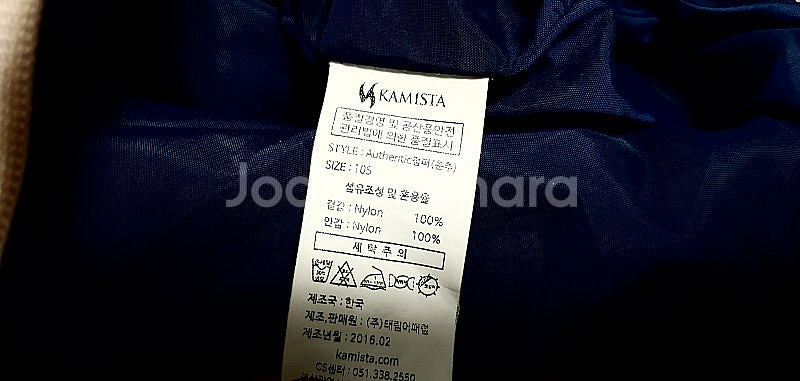 KAMISTA
품질경영 및 공산품안전
관리법에 의한 품질표시
STYLE : Authentic점퍼(춘추)
SIZE : 105
섬유조성 및 혼용율
겉감 : Nylon 100%
안감 : Nylon 100%
세 탁 주 의
제조국 : 한국
제조,판매원 : (주)태림어패럴
제조년월 : 2016.02
kamista.com
CS센터 : 051.338.2550